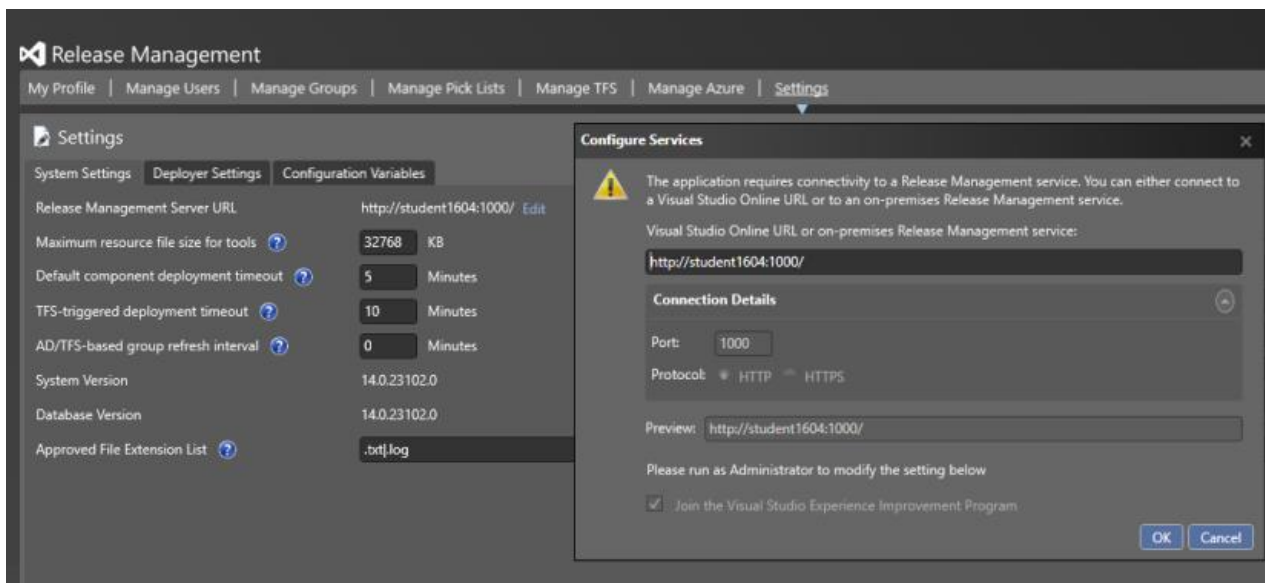 Release Management
My Profile | Manage Users | Manage Groups | Manage Pick Lists | Manage TFS | Manage Azure | Settings
Settings
System Settings Deployer Settings Configuration Variables
Release Management Server URL http://student1604:1000/ Edit
Maximum resource file size for tools ? 32768 KB
Default component deployment timeout ? 5 Minutes
TFS-triggered deployment timeout ? 10 Minutes
AD/TFS-based group refresh interval ? 0 Minutes
System Version 14.0.23102.0
Database Version 14.0.23102.0
Approved File Extension List ? .txt|.log
Configure Services
The application requires connectivity to a Release Management service. You can either connect to
a Visual Studio Online URL or to an on-premises Release Management service.
Visual Studio Online URL or on-premises Release Management service:
http://student1604:1000/
Connection Details
Port: 1000
Protocol: HTTP HTTPS
Preview: http://student1604:1000/
Please run as Administrator to modify the setting below
Join the Visual Studio Experience Improvement Program
OK Cancel